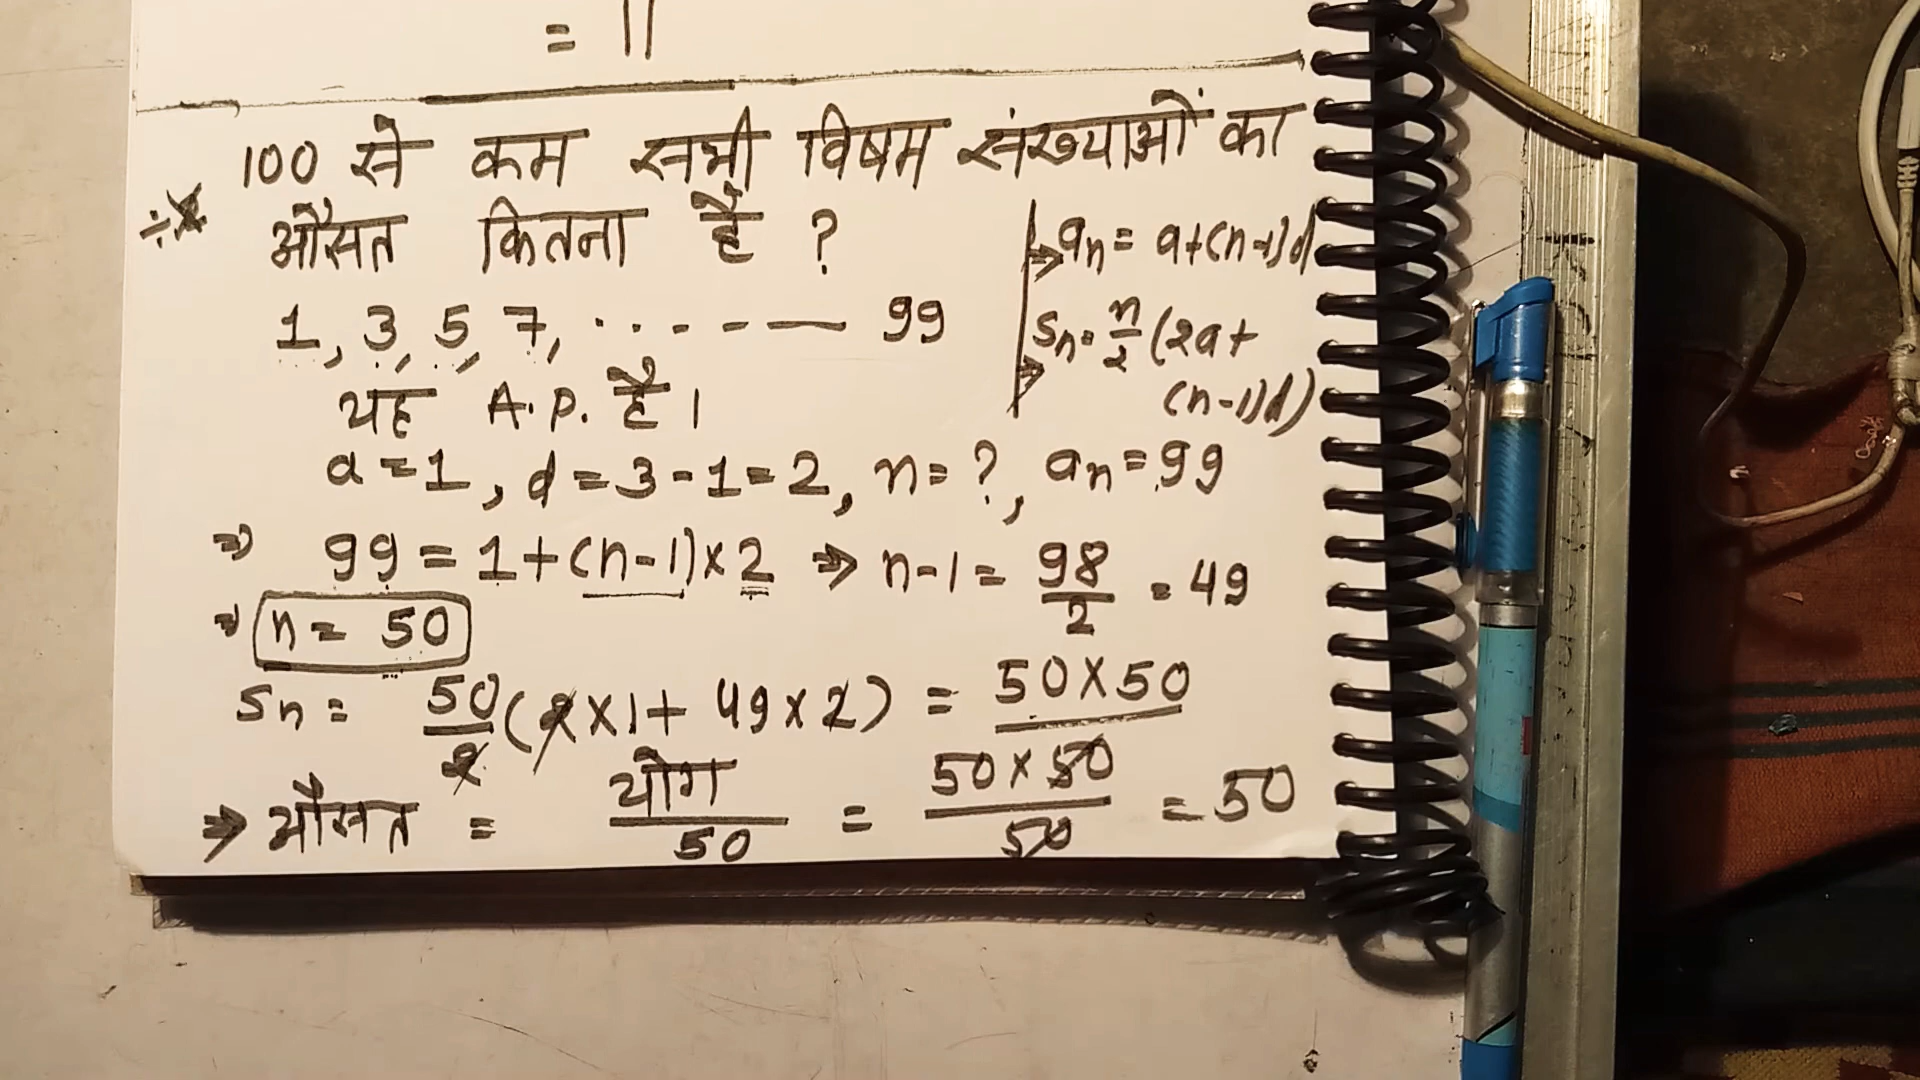 = 11
100 से कम सभी विषम संख्याओं का
औसत कितना है ?
1, 3, 5, 7, ..---— 99
यह A.P. है।
aₙ = a+(n-1)d
Sₙ = n/2 (2a+
(n-1)d)
a = 1, d = 3-1 = 2, n = ?, aₙ = 99
⇒ 99 = 1+(n-1)×2 ⇒ n-1 = 98/2 = 49
⇒ n = 50
Sn = 50/2 (2×1+ 49×2) = 50×50
⇒ औसत = योग/50 = 50×50/50 = 50